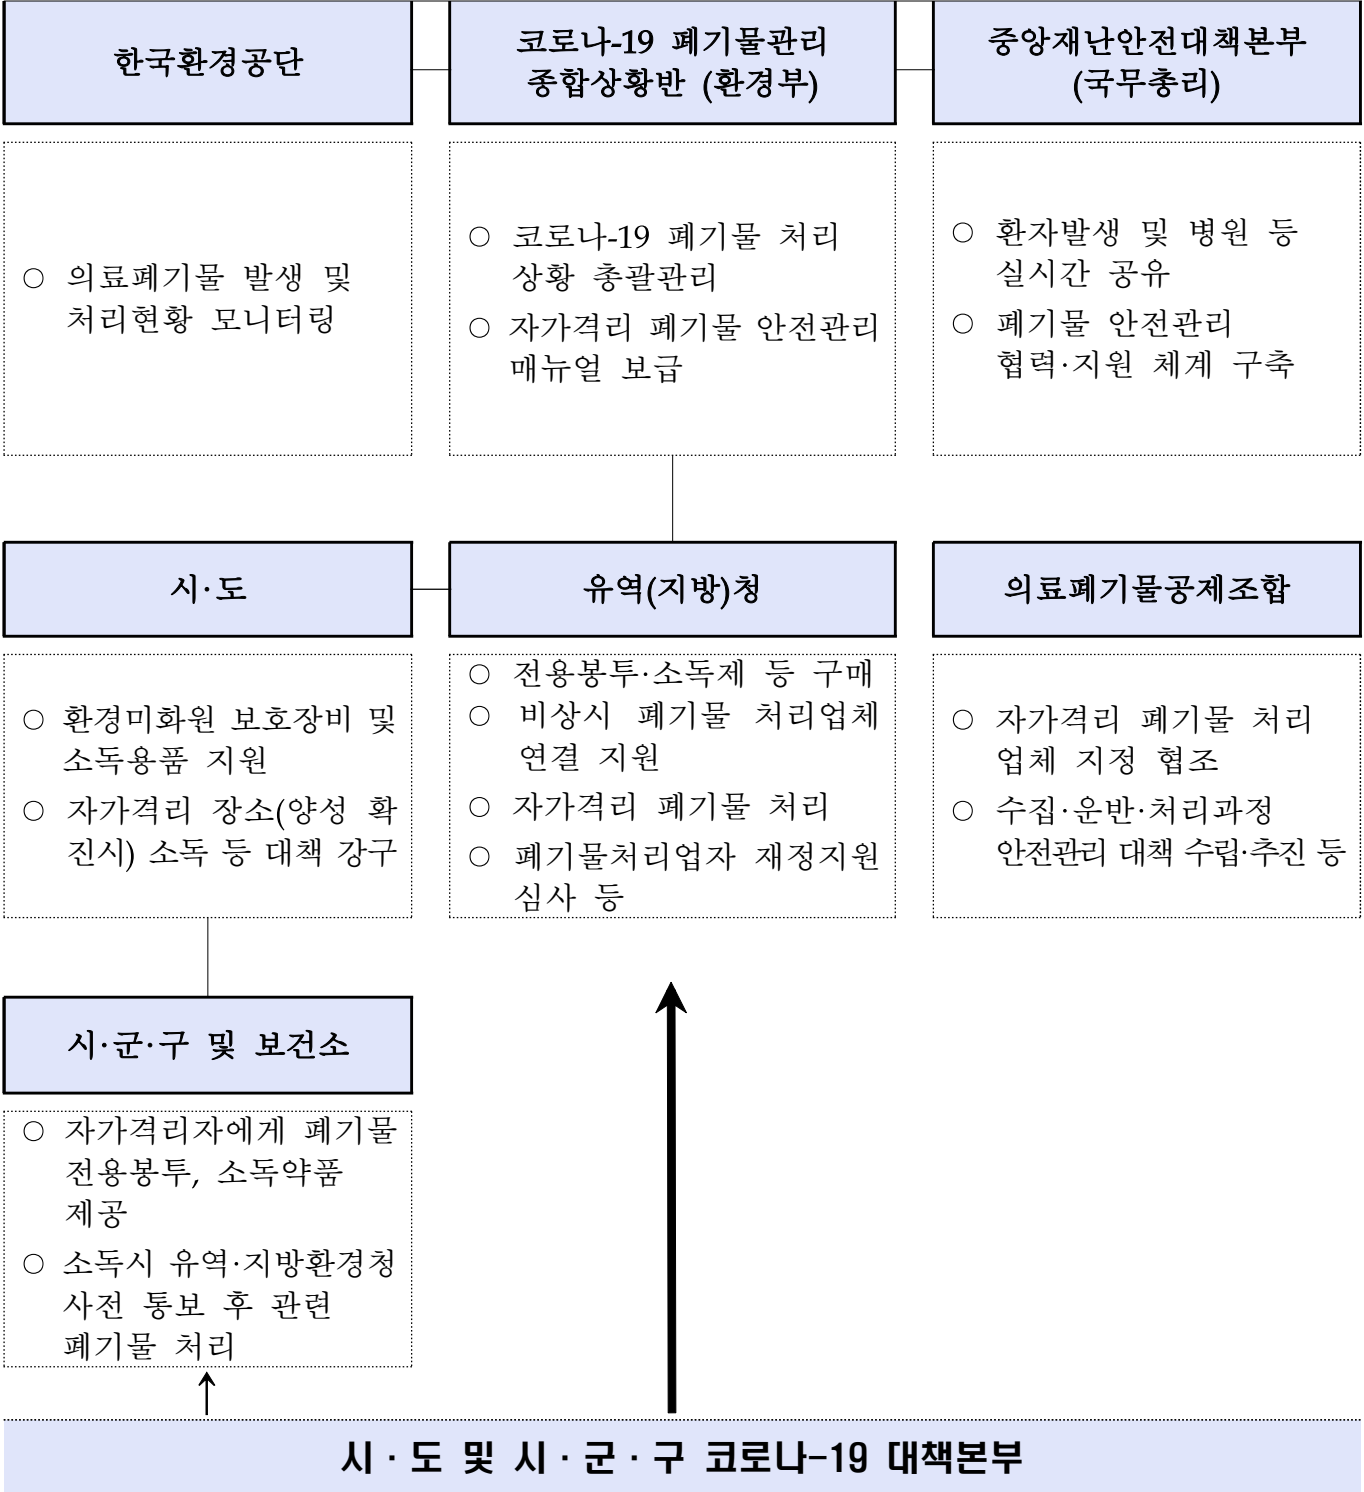 한국환경공단
코로나-19 폐기물관리
종합상황반 (환경부)
중앙재난안전대책본부
(국무총리)
○ 의료폐기물 발생 및
처리현황 모니터링
○ 코로나-19 폐기물 처리
상황 총괄관리
○ 자가격리 폐기물 안전관리
매뉴얼 보급
○ 환자발생 및 병원 등
실시간 공유
○ 폐기물 안전관리
협력·지원 체계 구축
시·도
유역(지방)청
의료폐기물공제조합
○ 환경미화원 보호장비 및
소독용품 지원
○ 자가격리 장소(양성 확
진시) 소독 등 대책 강구
○ 전용봉투·소독제 등 구매
○ 비상시 폐기물 처리업체
연결 지원
○ 자가격리 폐기물 처리
○ 폐기물처리업자 재정지원
심사 등
○ 자가격리 폐기물 처리
업체 지정 협조
○ 수집·운반·처리과정
안전관리 대책 수립·추진 등
시·군·구 및 보건소
○ 자가격리자에게 폐기물
전용봉투, 소독약품
제공
○ 소독시 유역·지방환경청
사전 통보 후 관련
폐기물 처리
시·도 및 시·군·구 코로나-19 대책본부